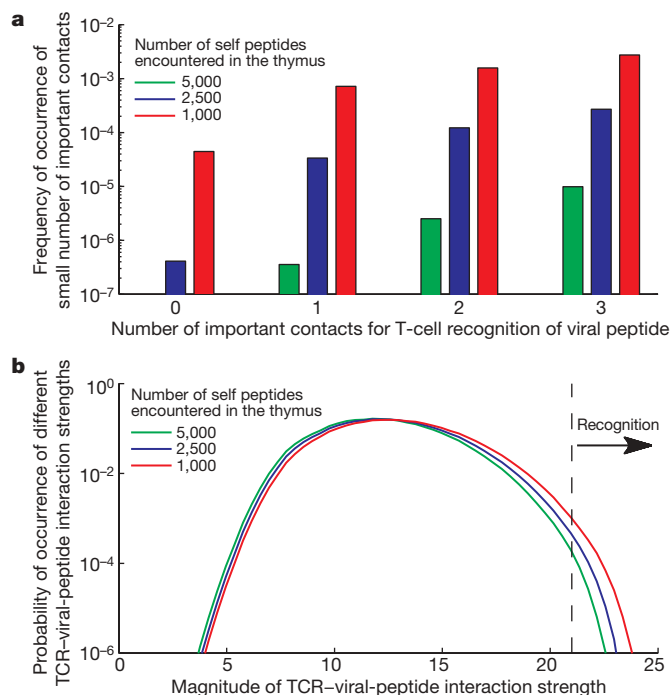 a
Frequency of occurrence of
small number of important contacts
10⁻²
10⁻³
10⁻⁴
10⁻⁵
10⁻⁶
10⁻⁷
Number of self peptides
encountered in the thymus
5,000
2,500
1,000
0 1 2 3
Number of important contacts for T-cell recognition of viral peptide
b
Probability of occurrence of different
TCR–viral-peptide interaction strengths
10⁰
10⁻²
10⁻⁴
10⁻⁶
Number of self peptides
encountered in the thymus
5,000
2,500
1,000
Recognition
0 5 10 15 20 25
Magnitude of TCR–viral-peptide interaction strength